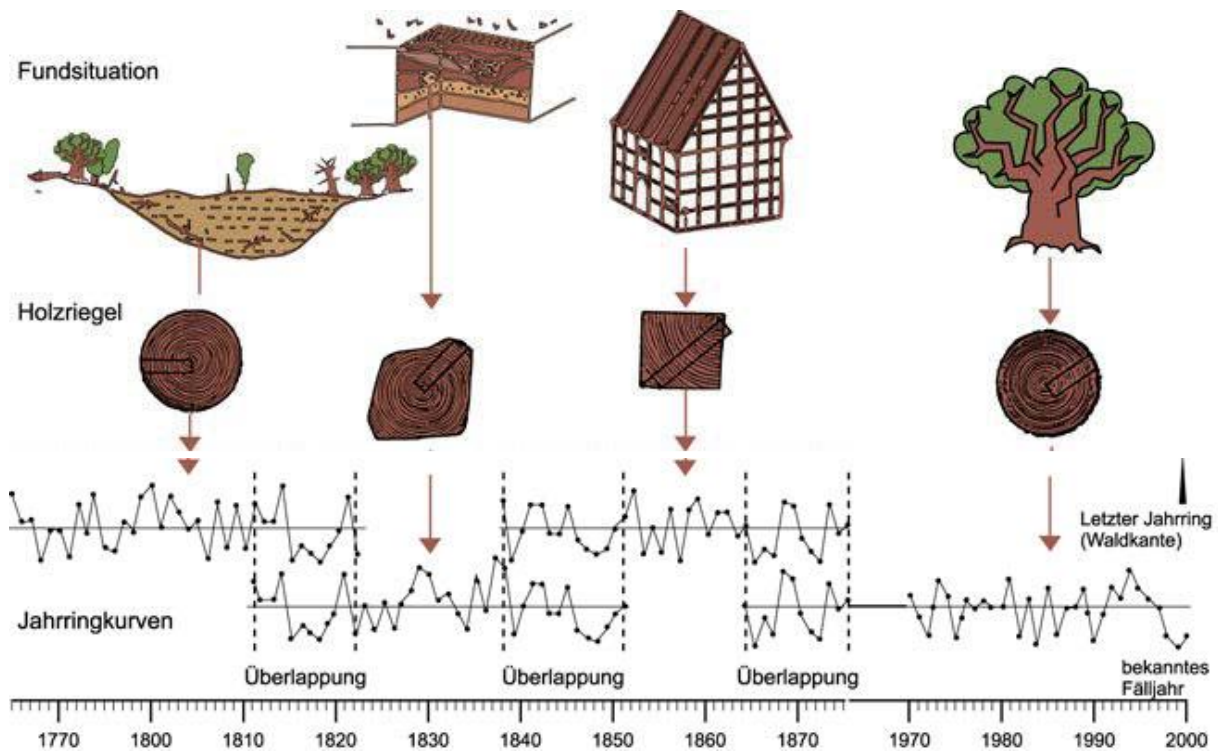 Fundsituation
Holzriegel
Letzter Jahrring
(Waldkante)
Jahrringkurven
Überlappung
Überlappung
Überlappung
bekanntes
Fälljahr
1770 1800 1810 1820 1830 1840 1850 1860 1870 1970 1980 1990 2000